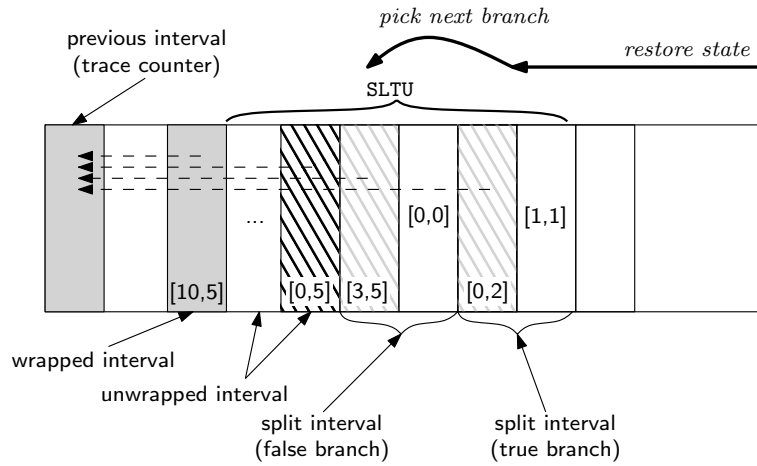 pick next branch
previous interval
(trace counter)
restore state
SLTU
...
[0,0]
[1,1]
[10,5]
[0,5]
[3,5]
[0,2]
wrapped interval
unwrapped interval
split interval
(false branch)
split interval
(true branch)